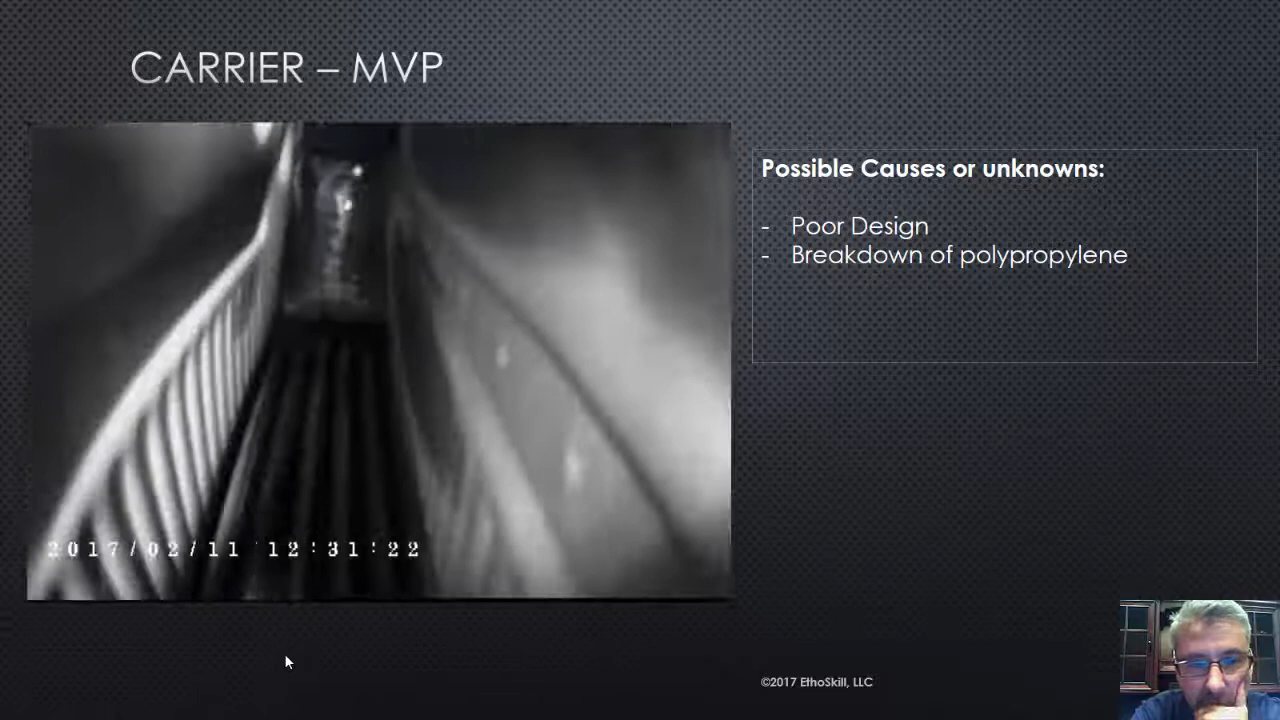 CARRIER – MVP
Possible Causes or unknowns:
- Poor Design
- Breakdown of polypropylene
2017/02/11 12:31:22
©2017 EthoSkill, LLC